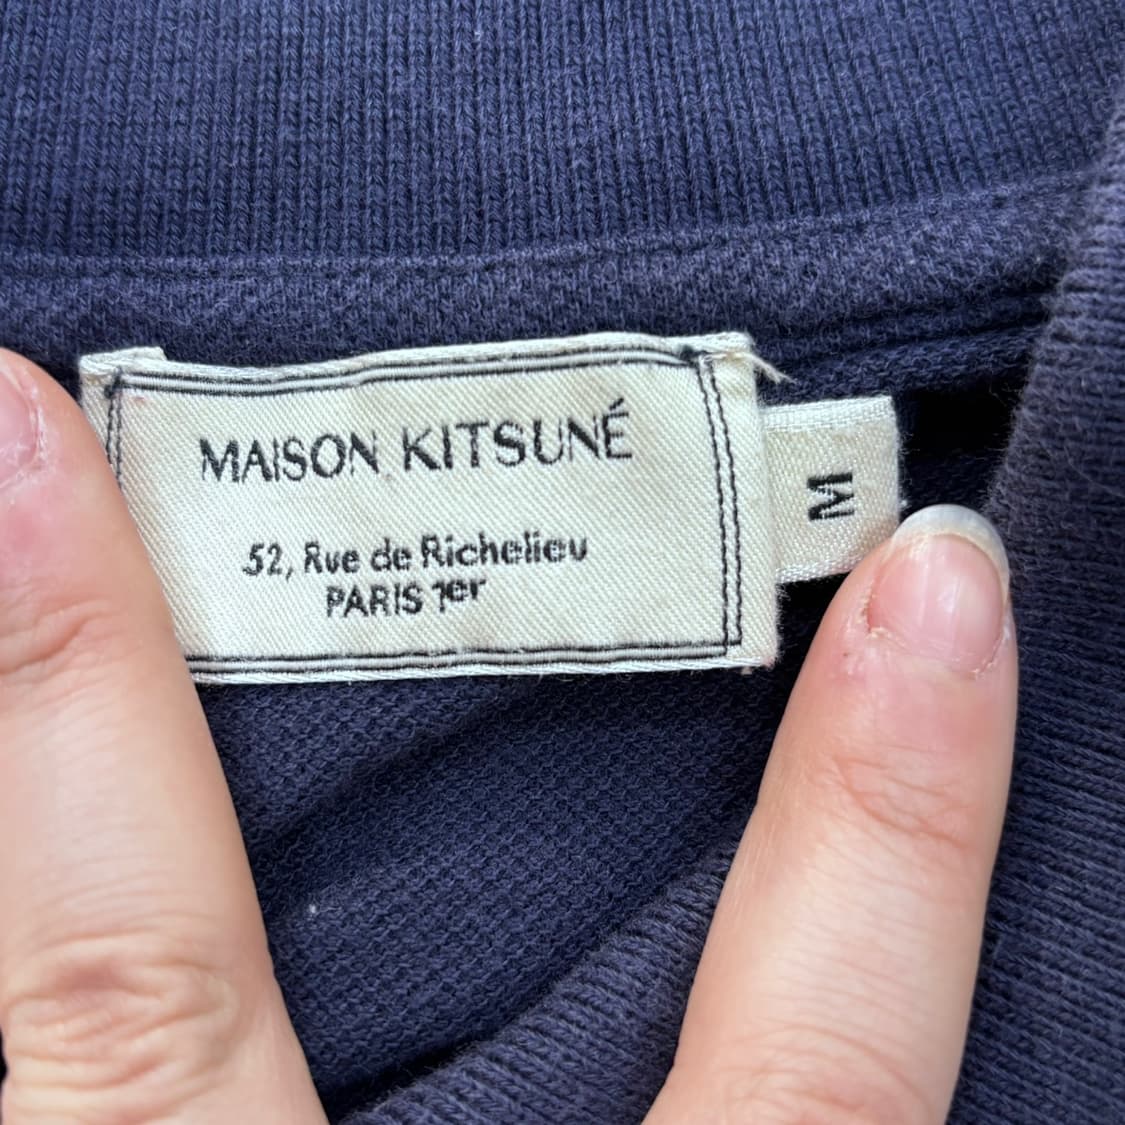 MAISON KITSUNÉ
52, Rue de Richelieu
PARIS 1er
M